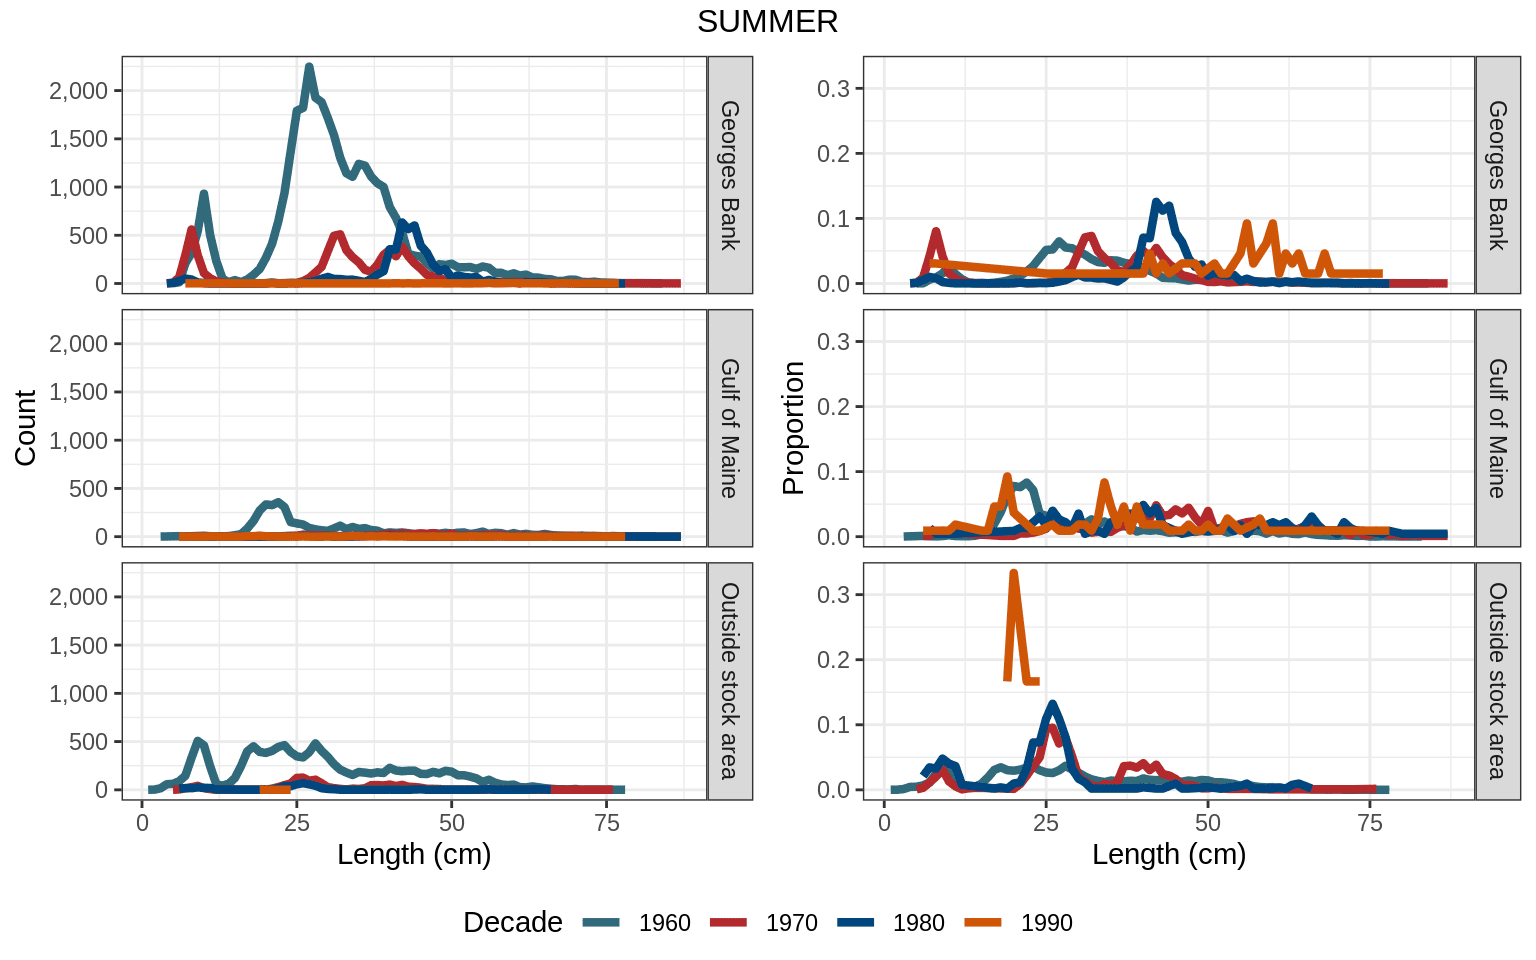 SUMMER
2,000
1,500
1,000
500
0
Georges Bank
0.3
0.2
0.1
0.0
Georges Bank
Count
2,000
1,500
1,000
500
0
Gulf of Maine
Proportion
0.3
0.2
0.1
0.0
Gulf of Maine
2,000
1,500
1,000
500
0
Outside stock area
0.3
0.2
0.1
0.0
Outside stock area
0 25 50 75
0 25 50 75
Length (cm)
Length (cm)
Decade 1960 1970 1980 1990